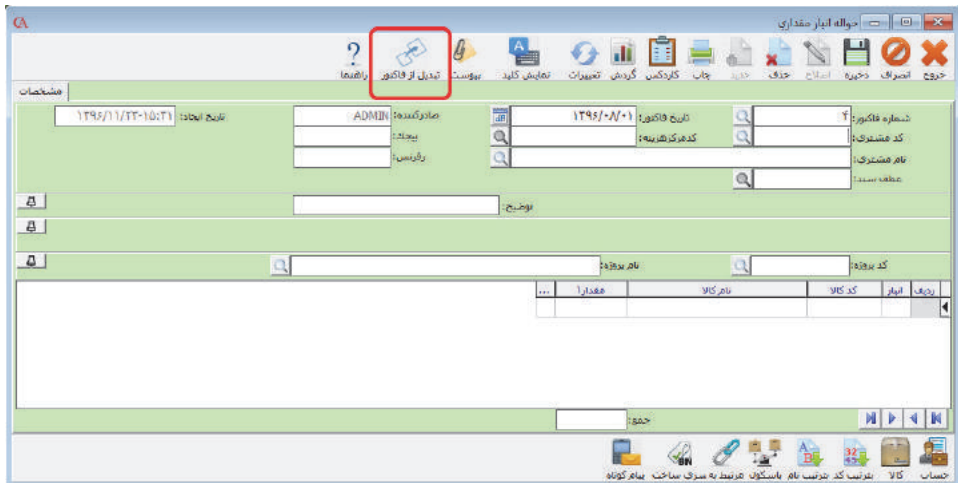 حواله انبار مقداری
خروج انصراف ذخیره اصلاح حذف جدید چاپ کاردکس گردش تغییرات نمایش کلید پیوست تبدیل از فاکتور راهنما
مشخصات
شماره فاکتور: ۴ تاریخ فاکتور: ۱۳۹۶/۰۸/۰۱ صادرکننده: ADMIN تاریخ ایجاد: ۱۳۹۶/۱۱/۲۳-۱۵:۳۱
کد مشتری: کدمرکزهزینه: بیجک:
نام مشتری: رفرنس:
عطف سند:
توضیح:
کد پروژه: نام پروژه:
ردیف انبار کد کالا نام کالا مقدار۱ ...
جمع:
حساب کالا بترتیب کد بترتیب نام باسکول مرتبط به سری ساخت پیام کوتاه